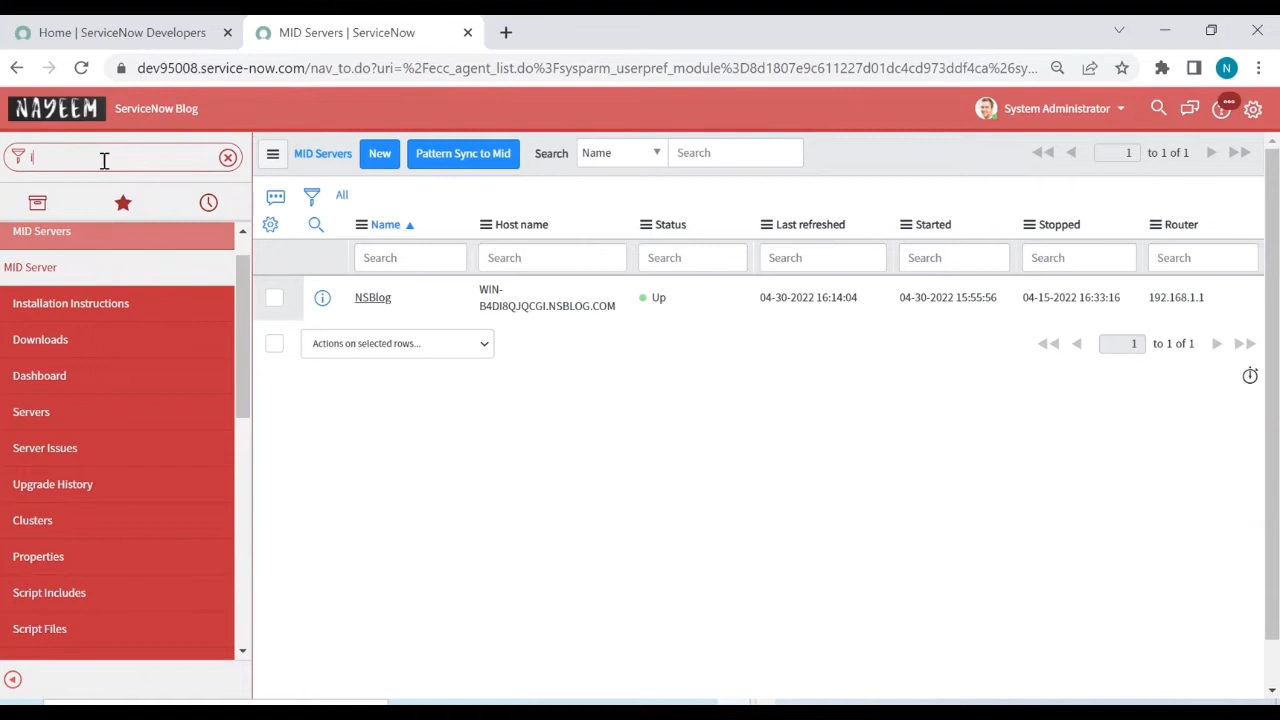 Home | ServiceNow Developers
MID Servers | ServiceNow
dev95008.service-now.com/nav_to.do?uri=%2Fecc_agent_list.do%3Fsysparm_userpref_module%3D8d1807e9c611227d01dc4cd973ddf4ca%26sy...
N
NAYEEM
ServiceNow Blog
System Administrator
i
MID Servers
New
Pattern Sync to Mid
Search
Name
Search
1
to 1 of 1
All
MID Servers
MID Server
Installation Instructions
Downloads
Dashboard
Servers
Server Issues
Upgrade History
Clusters
Properties
Script Includes
Script Files
Name
Host name
Status
Last refreshed
Started
Stopped
Router
Search
Search
Search
Search
Search
Search
Search
NSBlog
WIN-
B4DI8QJQCGI.NSBLOG.COM
Up
04-30-2022 16:14:04
04-30-2022 15:55:56
04-15-2022 16:33:16
192.168.1.1
Actions on selected rows...
1
to 1 of 1